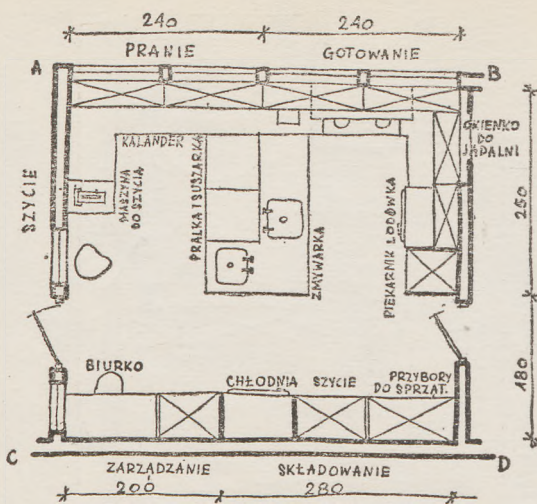 240 240
PRANIE GOTOWANIE
A B
KALANDER
OKIENKO
DO
JADALNI
SZYCIE
MASZYNA
DO SZYCIA
PRALKA I SUSZARKA
ZMYWARKA
PIEKARNIK LODÓWKA
260
BIURKO
CHŁODNIA SZYCIE PRZYBORY
DO SPRZĄT.
180
C D
ZARZĄDZANIE SKŁADOWANIE
200 280